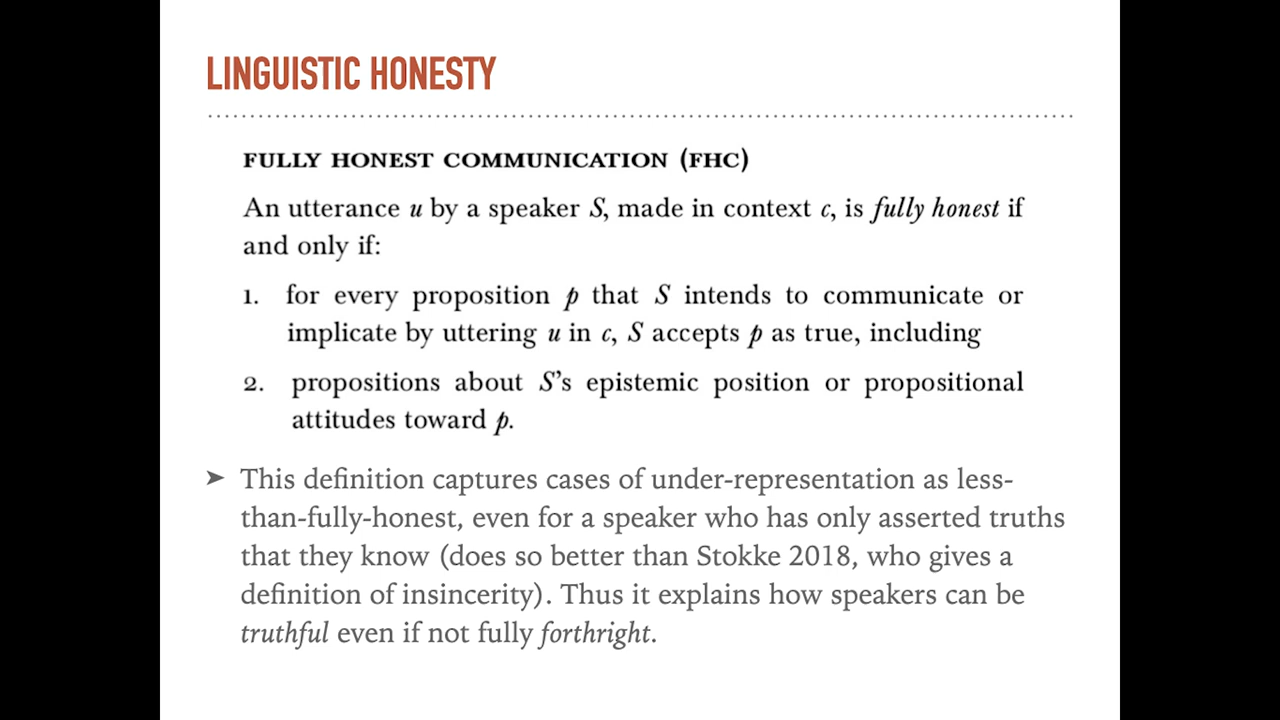 LINGUISTIC HONESTY
FULLY HONEST COMMUNICATION (FHC)
An utterance u by a speaker S, made in context c, is fully honest if
and only if:
1. for every proposition p that S intends to communicate or
implicate by uttering u in c, S accepts p as true, including
2. propositions about S's epistemic position or propositional
attitudes toward p.
➤ This definition captures cases of under-representation as less-
than-fully-honest, even for a speaker who has only asserted truths
that they know (does so better than Stokke 2018, who gives a
definition of insincerity). Thus it explains how speakers can be
truthful even if not fully forthright.